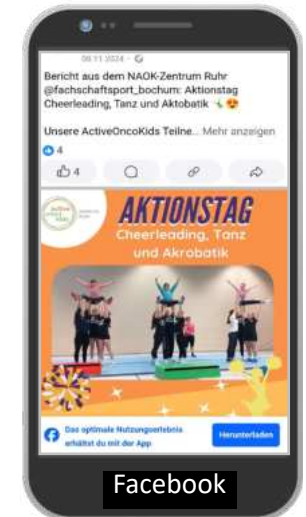 08.11.2024 ·
Bericht aus dem NAOK-Zentrum Ruhr
@fachschaftsport_bochum: Aktionstag
Cheerleading, Tanz und Aktobatik
Unsere ActiveOncoKids Teilne... Mehr anzeigen
4
4
AKTIONSTAG
Cheerleading, Tanz
und Akrobatik
Das optimale Nutzungserlebnis
erhältst du mit der App
Herunterladen
Facebook